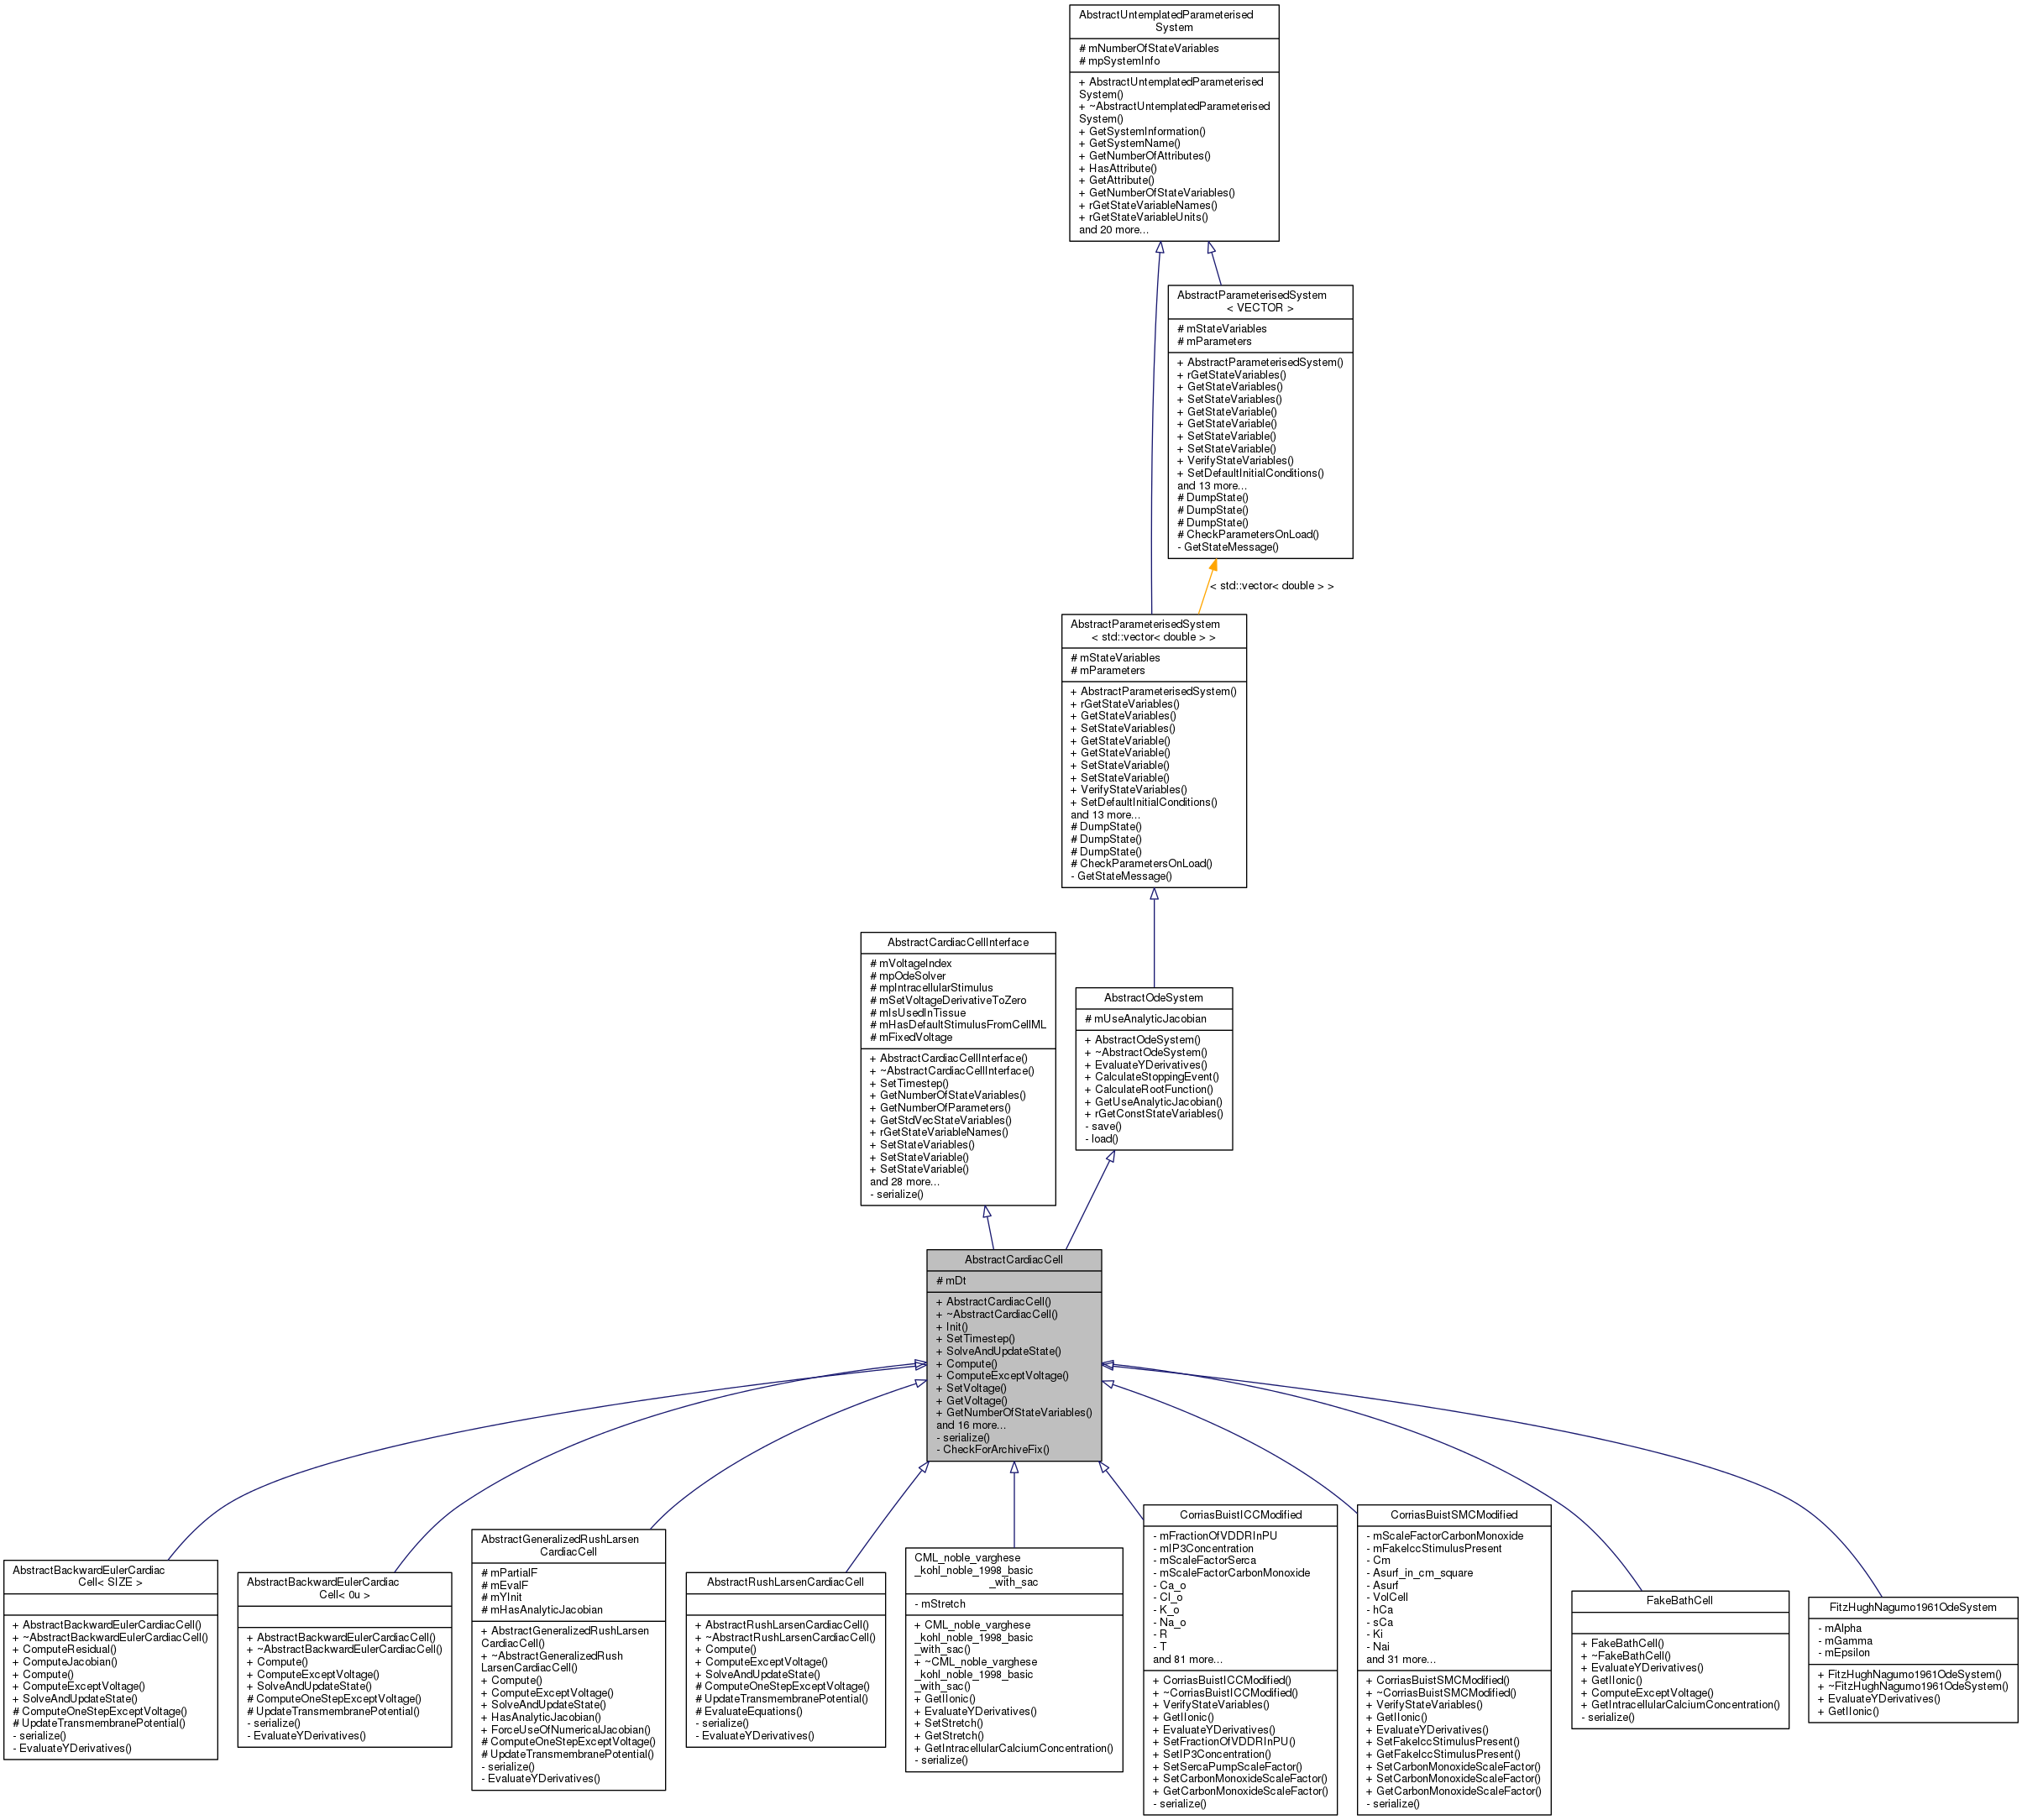 AbstractUntemplatedParameterised
System
# mNumberOfStateVariables
# mpSystemInfo
+ AbstractUntemplatedParameterised
System()
+ ~AbstractUntemplatedParameterised
System()
+ GetSystemInformation()
+ GetSystemName()
+ GetNumberOfAttributes()
+ HasAttribute()
+ GetAttribute()
+ GetNumberOfStateVariables()
+ rGetStateVariableNames()
+ rGetStateVariableUnits()
and 20 more...
AbstractParameterisedSystem
< VECTOR >
# mStateVariables
# mParameters
+ AbstractParameterisedSystem()
+ rGetStateVariables()
+ GetStateVariables()
+ SetStateVariables()
+ GetStateVariable()
+ GetStateVariable()
+ SetStateVariable()
+ SetStateVariable()
+ VerifyStateVariables()
+ SetDefaultInitialConditions()
and 13 more...
# DumpState()
# DumpState()
# DumpState()
# CheckParametersOnLoad()
- GetStateMessage()
< std::vector< double > >
AbstractParameterisedSystem
< std::vector< double > >
# mStateVariables
# mParameters
+ AbstractParameterisedSystem()
+ rGetStateVariables()
+ GetStateVariables()
+ SetStateVariables()
+ GetStateVariable()
+ GetStateVariable()
+ SetStateVariable()
+ SetStateVariable()
+ VerifyStateVariables()
+ SetDefaultInitialConditions()
and 13 more...
# DumpState()
# DumpState()
# DumpState()
# CheckParametersOnLoad()
- GetStateMessage()
AbstractCardiacCellInterface
# mVoltageIndex
# mpOdeSolver
# mpIntracellularStimulus
# mSetVoltageDerivativeToZero
# mIsUsedInTissue
# mHasDefaultStimulusFromCellML
# mFixedVoltage
+ AbstractCardiacCellInterface()
+ ~AbstractCardiacCellInterface()
+ SetTimestep()
+ GetNumberOfStateVariables()
+ GetNumberOfParameters()
+ GetStdVecStateVariables()
+ rGetStateVariableNames()
+ SetStateVariables()
+ SetStateVariable()
+ SetStateVariable()
and 28 more...
- serialize()
AbstractOdeSystem
# mUseAnalyticJacobian
+ AbstractOdeSystem()
+ ~AbstractOdeSystem()
+ EvaluateYDerivatives()
+ CalculateStoppingEvent()
+ CalculateRootFunction()
+ GetUseAnalyticJacobian()
+ rGetConstStateVariables()
- save()
- load()
AbstractCardiacCell
# mDt
+ AbstractCardiacCell()
+ ~AbstractCardiacCell()
+ Init()
+ SetTimestep()
+ SolveAndUpdateState()
+ Compute()
+ ComputeExceptVoltage()
+ SetVoltage()
+ GetVoltage()
+ GetNumberOfStateVariables()
and 16 more...
- serialize()
- CheckForArchiveFix()
AbstractBackwardEulerCardiac
Cell< SIZE >
+ AbstractBackwardEulerCardiacCell()
+ ~AbstractBackwardEulerCardiacCell()
+ ComputeResidual()
+ ComputeJacobian()
+ Compute()
+ ComputeExceptVoltage()
+ SolveAndUpdateState()
# ComputeOneStepExceptVoltage()
# UpdateTransmembranePotential()
- serialize()
- EvaluateYDerivatives()
AbstractBackwardEulerCardiac
Cell< 0u >
+ AbstractBackwardEulerCardiacCell()
+ ~AbstractBackwardEulerCardiacCell()
+ Compute()
+ ComputeExceptVoltage()
+ SolveAndUpdateState()
# ComputeOneStepExceptVoltage()
# UpdateTransmembranePotential()
- serialize()
- EvaluateYDerivatives()
AbstractGeneralizedRushLarsen
CardiacCell
# mPartialF
# mEvalF
# mYInit
# mHasAnalyticJacobian
+ AbstractGeneralizedRushLarsen
CardiacCell()
+ ~AbstractGeneralizedRush
LarsenCardiacCell()
+ Compute()
+ ComputeExceptVoltage()
+ SolveAndUpdateState()
+ HasAnalyticJacobian()
+ ForceUseOfNumericalJacobian()
# ComputeOneStepExceptVoltage()
# UpdateTransmembranePotential()
- serialize()
- EvaluateYDerivatives()
AbstractRushLarsenCardiacCell
+ AbstractRushLarsenCardiacCell()
+ ~AbstractRushLarsenCardiacCell()
+ Compute()
+ ComputeExceptVoltage()
+ SolveAndUpdateState()
# ComputeOneStepExceptVoltage()
# UpdateTransmembranePotential()
# EvaluateEquations()
- serialize()
- EvaluateYDerivatives()
CML_noble_varghese
_kohl_noble_1998_basic
_with_sac
- mStretch
+ CML_noble_varghese
_kohl_noble_1998_basic
_with_sac()
+ ~CML_noble_varghese
_kohl_noble_1998_basic
_with_sac()
+ GetIIonic()
+ EvaluateYDerivatives()
+ SetStretch()
+ GetStretch()
+ GetIntracellularCalciumConcentration()
- serialize()
CorriasBuistICCModified
- mFractionOfVDDRInPU
- mIP3Concentration
- mScaleFactorSerca
- mScaleFactorCarbonMonoxide
- Ca_o
- Cl_o
- K_o
- Na_o
- R
- T
and 81 more...
+ CorriasBuistICCModified()
+ ~CorriasBuistICCModified()
+ VerifyStateVariables()
+ GetIIonic()
+ EvaluateYDerivatives()
+ SetFractionOfVDDRInPU()
+ SetIP3Concentration()
+ SetSercaPumpScaleFactor()
+ SetCarbonMonoxideScaleFactor()
+ GetCarbonMonoxideScaleFactor()
- serialize()
CorriasBuistSMCModified
- mScaleFactorCarbonMonoxide
- mFakeIccStimulusPresent
- Cm
- Asurf_in_cm_square
- Asurf
- VolCell
- hCa
- sCa
- Ki
- Nai
and 31 more...
+ CorriasBuistSMCModified()
+ ~CorriasBuistSMCModified()
+ VerifyStateVariables()
+ GetIIonic()
+ EvaluateYDerivatives()
+ SetFakeIccStimulusPresent()
+ GetFakeIccStimulusPresent()
+ SetCarbonMonoxideScaleFactor()
+ SetCarbonMonoxideScaleFactor()
+ GetCarbonMonoxideScaleFactor()
- serialize()
FakeBathCell
+ FakeBathCell()
+ ~FakeBathCell()
+ EvaluateYDerivatives()
+ GetIIonic()
+ ComputeExceptVoltage()
+ GetIntracellularCalciumConcentration()
- serialize()
FitzHughNagumo1961OdeSystem
- mAlpha
- mGamma
- mEpsilon
+ FitzHughNagumo1961OdeSystem()
+ ~FitzHughNagumo1961OdeSystem()
+ EvaluateYDerivatives()
+ GetIIonic()